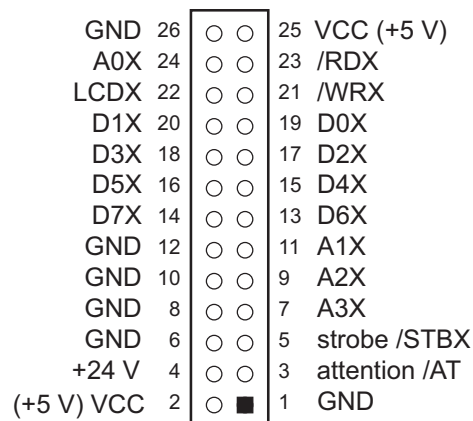 GND 26 25 VCC (+5 V)
A0X 24 23 /RDX
LCDX 22 21 /WRX
D1X 20 19 D0X
D3X 18 17 D2X
D5X 16 15 D4X
D7X 14 13 D6X
GND 12 11 A1X
GND 10 9 A2X
GND 8 7 A3X
GND 6 5 strobe /STBX
+24 V 4 3 attention /AT
(+5 V) VCC 2 1 GND